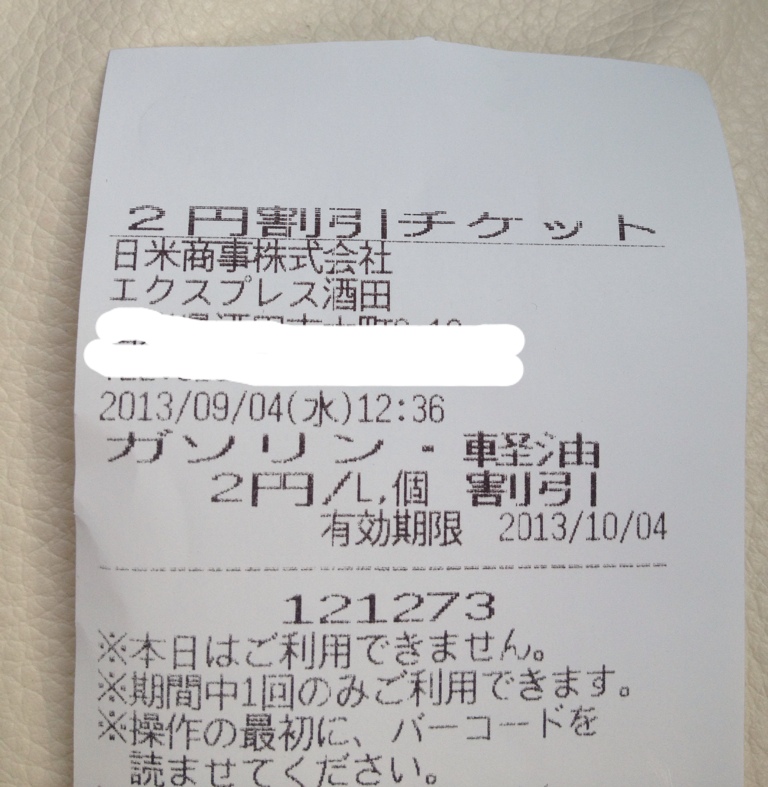 2円割引チケット
日米商事株式会社
エクスプレス酒田
2013/09/04(水)12:36
ガソリン・軽油
2円/L,個 割引
有効期限 2013/10/04
121273
※本日はご利用できません。
※期間中1回のみご利用できます。
※操作の最初に、バーコードを
読ませてください。